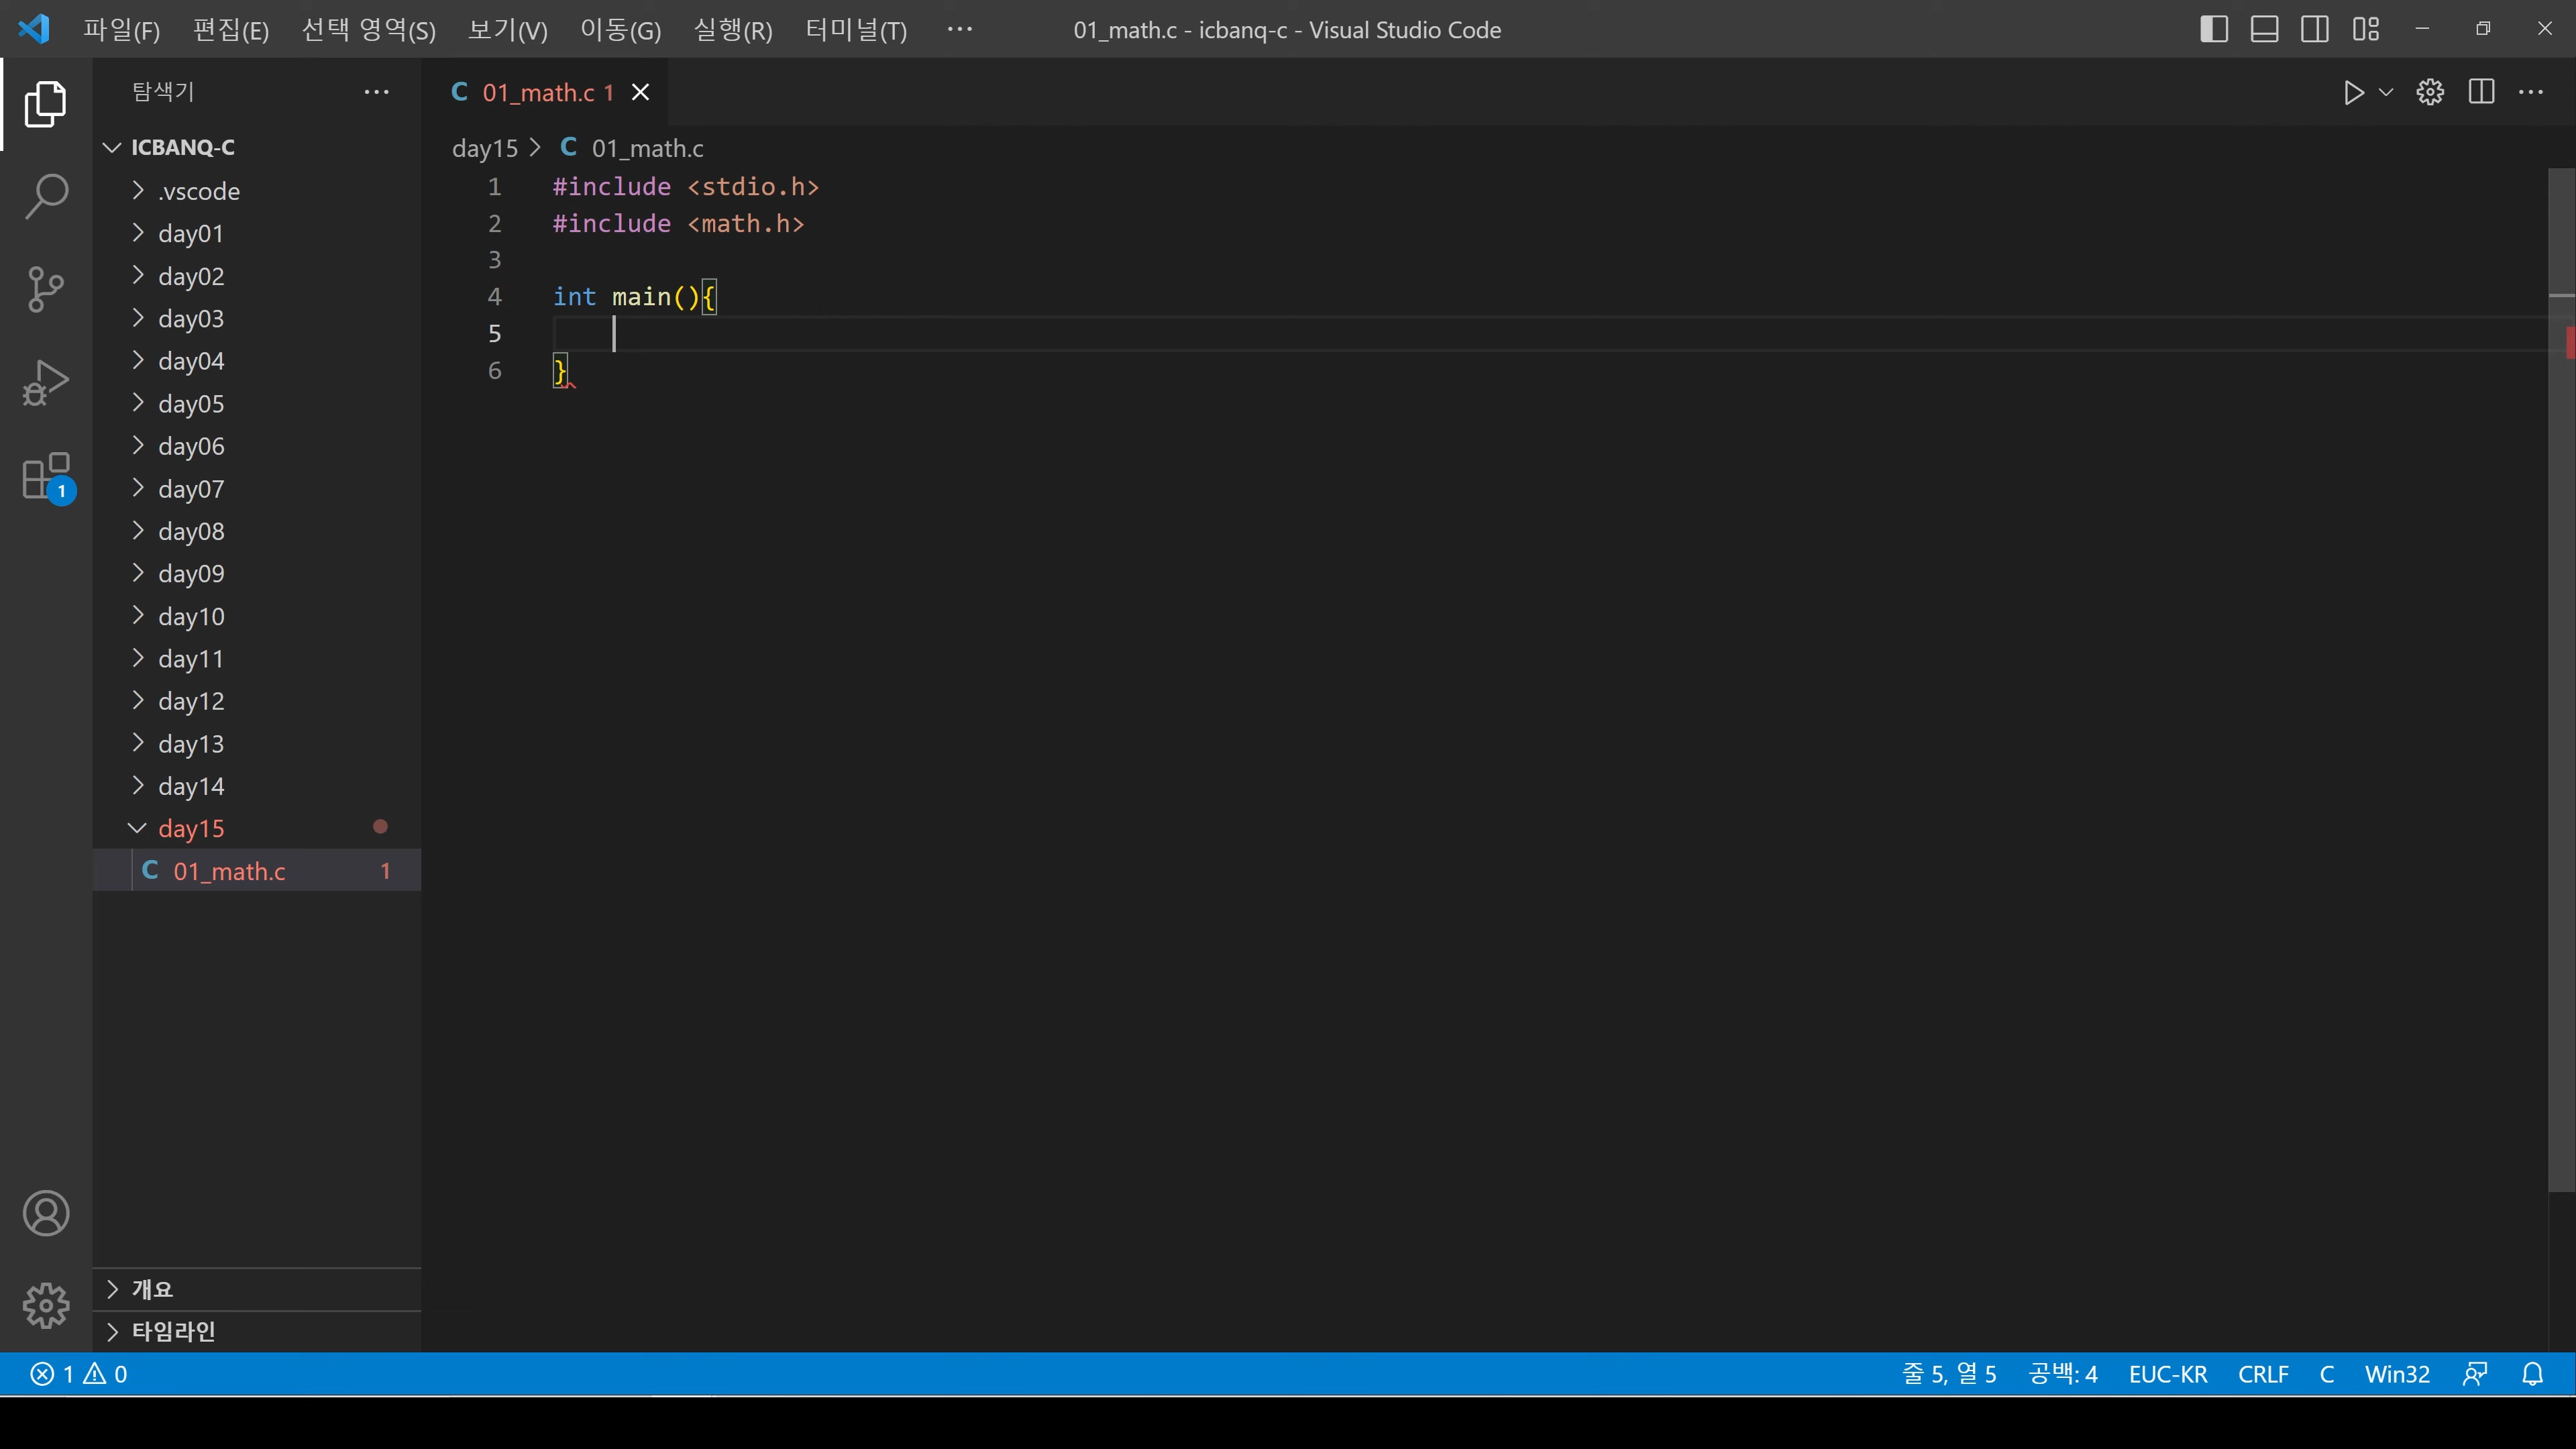 파일(F) 편집(E) 선택 영역(S) 보기(V) 이동(G) 실행(R) 터미널(T) ··· 01_math.c - icbanq-c - Visual Studio Code
탐색기 ···
C 01_math.c 1
ICBANQ-C
day15 > C 01_math.c
.vscode
day01
day02
day03
day04
day05
day06
day07
day08
day09
day10
day11
day12
day13
day14
day15
C 01_math.c 1
1 #include <stdio.h>
2 #include <math.h>
3
4 int main(){
5
6 }
1
개요
타임라인
1 0 줄 5, 열 5 공백: 4 EUC-KR CRLF C Win32